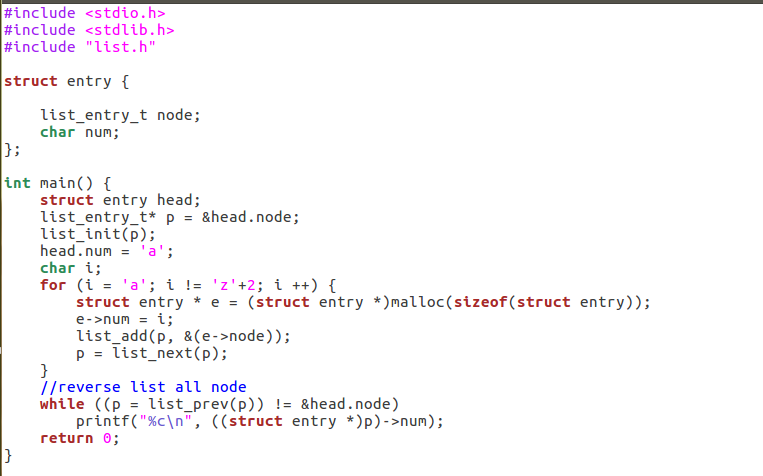 #include <stdio.h>
#include <stdlib.h>
#include "list.h"
struct entry {
list_entry_t node;
char num;
};
int main() {
struct entry head;
list_entry_t* p = &head.node;
list_init(p);
head.num = 'a';
char i;
for (i = 'a'; i != 'z'+2; i ++) {
struct entry * e = (struct entry *)malloc(sizeof(struct entry));
e->num = i;
list_add(p, &(e->node));
p = list_next(p);
}
//reverse list all node
while ((p = list_prev(p)) != &head.node)
printf("%c\n", ((struct entry *)p)->num);
return 0;
}